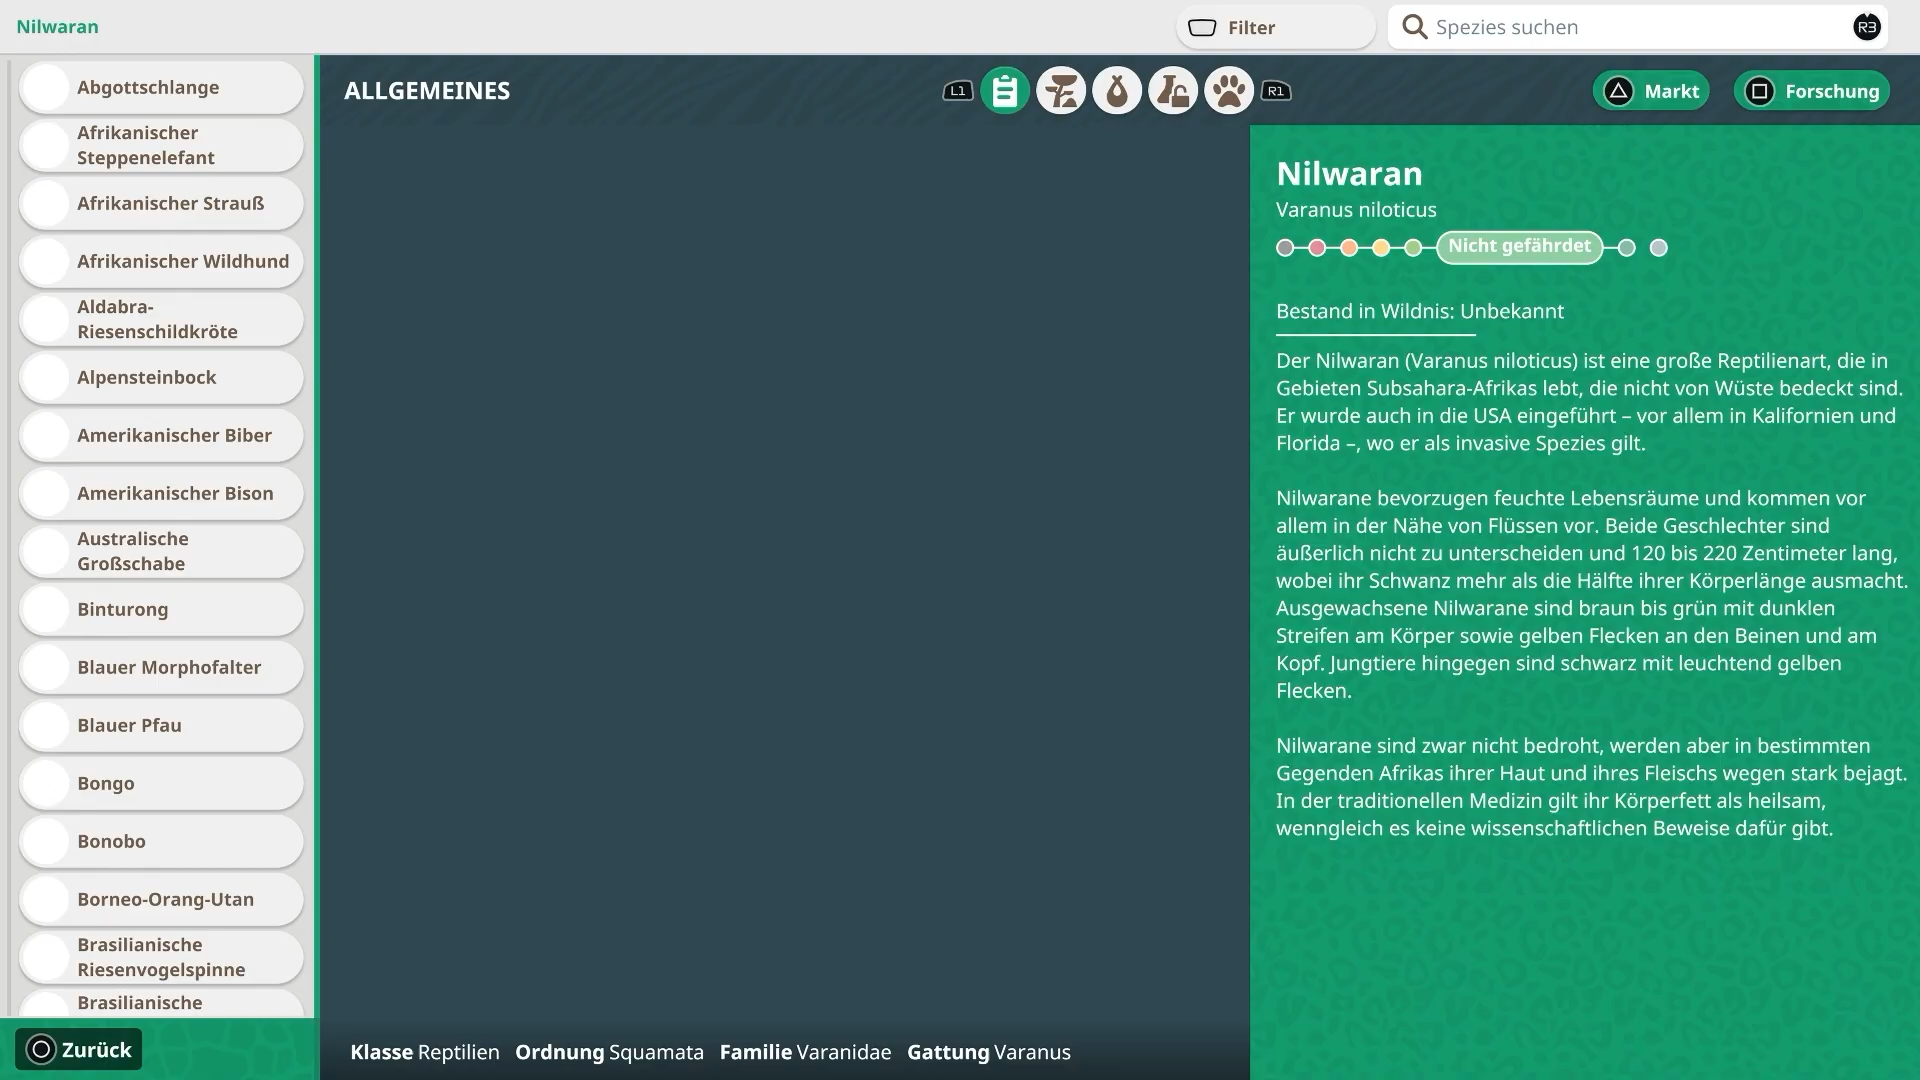 Nilwaran
Filter
Spezies suchen
R3
Abgottschlange
Afrikanischer
Steppenelefant
Afrikanischer Strauß
Afrikanischer Wildhund
Aldabra-
Riesenschildkröte
Alpensteinbock
Amerikanischer Biber
Amerikanischer Bison
Australische
Großschabe
Binturong
Blauer Morphofalter
Blauer Pfau
Bongo
Bonobo
Borneo-Orang-Utan
Brasilianische
Riesenvogelspinne
Brasilianische
Zurück
ALLGEMEINES
L1
R1
Markt
Forschung
Nilwaran
Varanus niloticus
Nicht gefährdet
Bestand in Wildnis: Unbekannt
Der Nilwaran (Varanus niloticus) ist eine große Reptilienart, die in
Gebieten Subsahara-Afrikas lebt, die nicht von Wüste bedeckt sind.
Er wurde auch in die USA eingeführt – vor allem in Kalifornien und
Florida –, wo er als invasive Spezies gilt.
Nilwarane bevorzugen feuchte Lebensräume und kommen vor
allem in der Nähe von Flüssen vor. Beide Geschlechter sind
äußerlich nicht zu unterscheiden und 120 bis 220 Zentimeter lang,
wobei ihr Schwanz mehr als die Hälfte ihrer Körperlänge ausmacht.
Ausgewachsene Nilwarane sind braun bis grün mit dunklen
Streifen am Körper sowie gelben Flecken an den Beinen und am
Kopf. Jungtiere hingegen sind schwarz mit leuchtend gelben
Flecken.
Nilwarane sind zwar nicht bedroht, werden aber in bestimmten
Gegenden Afrikas ihrer Haut und ihres Fleischs wegen stark bejagt.
In der traditionellen Medizin gilt ihr Körperfett als heilsam,
wenngleich es keine wissenschaftlichen Beweise dafür gibt.
Klasse Reptilien Ordnung Squamata Familie Varanidae Gattung Varanus